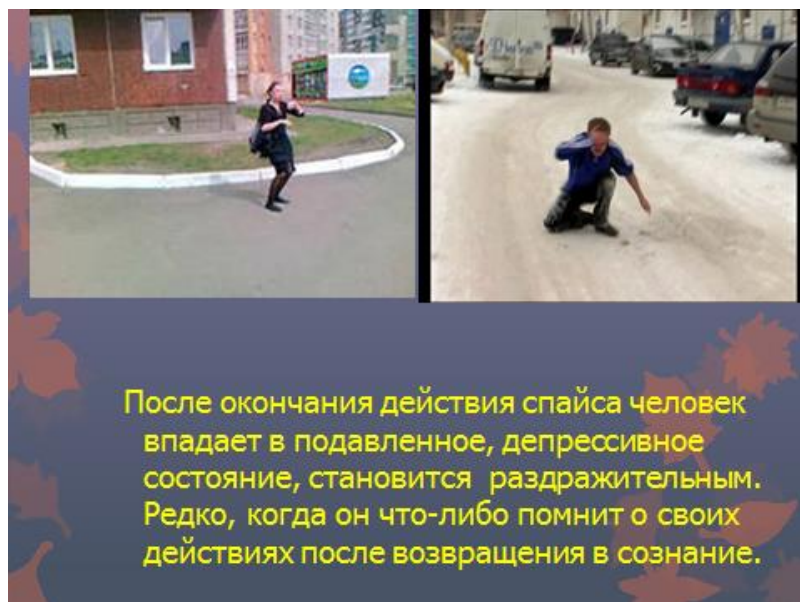 После окончания действия спайса человек
впадает в подавленное, депрессивное
состояние, становится раздражительным.
Редко, когда он что-либо помнит о своих
действиях после возвращения в сознание.